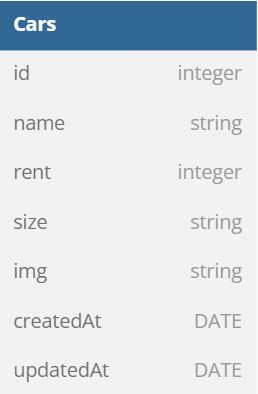 Cars
id integer
name string
rent integer
size string
img string
createdAt DATE
updatedAt DATE